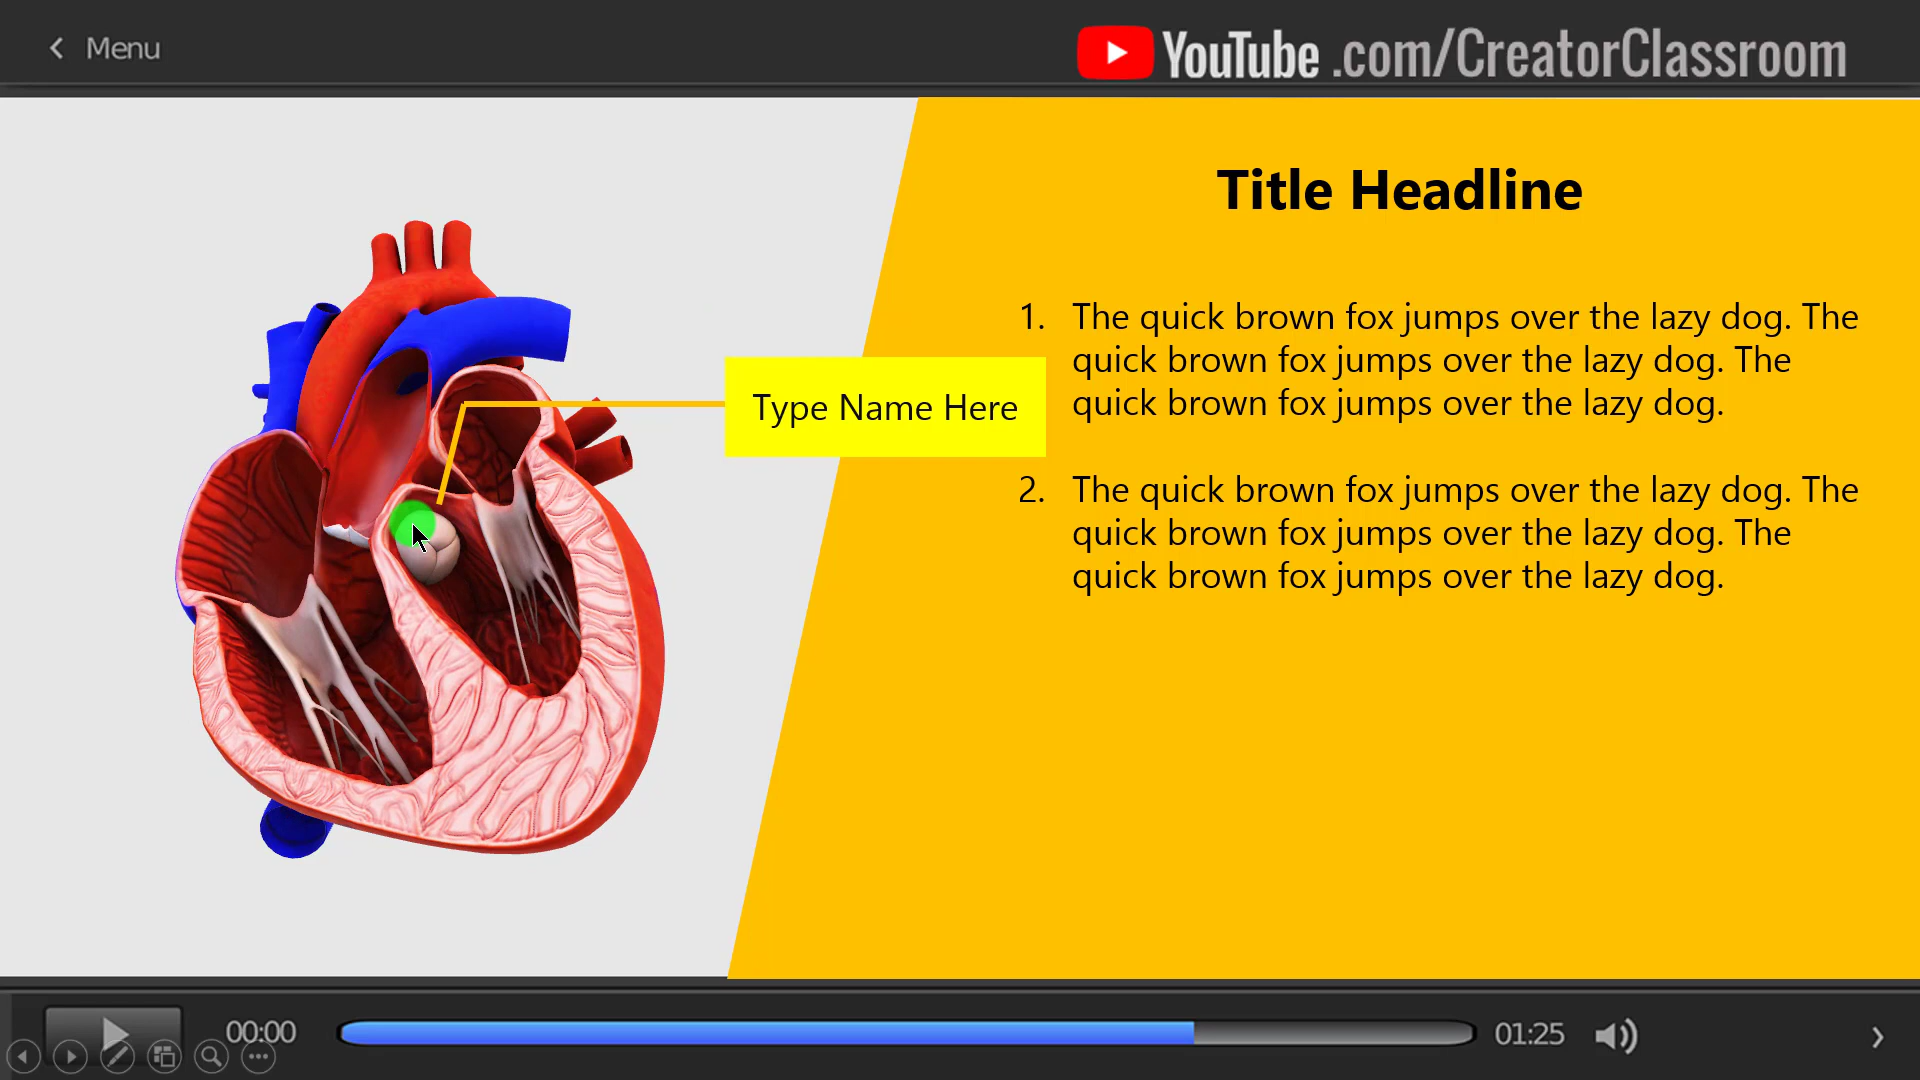 Menu
YouTube .com/CreatorClassroom
Title Headline
1. The quick brown fox jumps over the lazy dog. The
quick brown fox jumps over the lazy dog. The
quick brown fox jumps over the lazy dog.
Type Name Here
2. The quick brown fox jumps over the lazy dog. The
quick brown fox jumps over the lazy dog. The
quick brown fox jumps over the lazy dog.
00:00
01:25